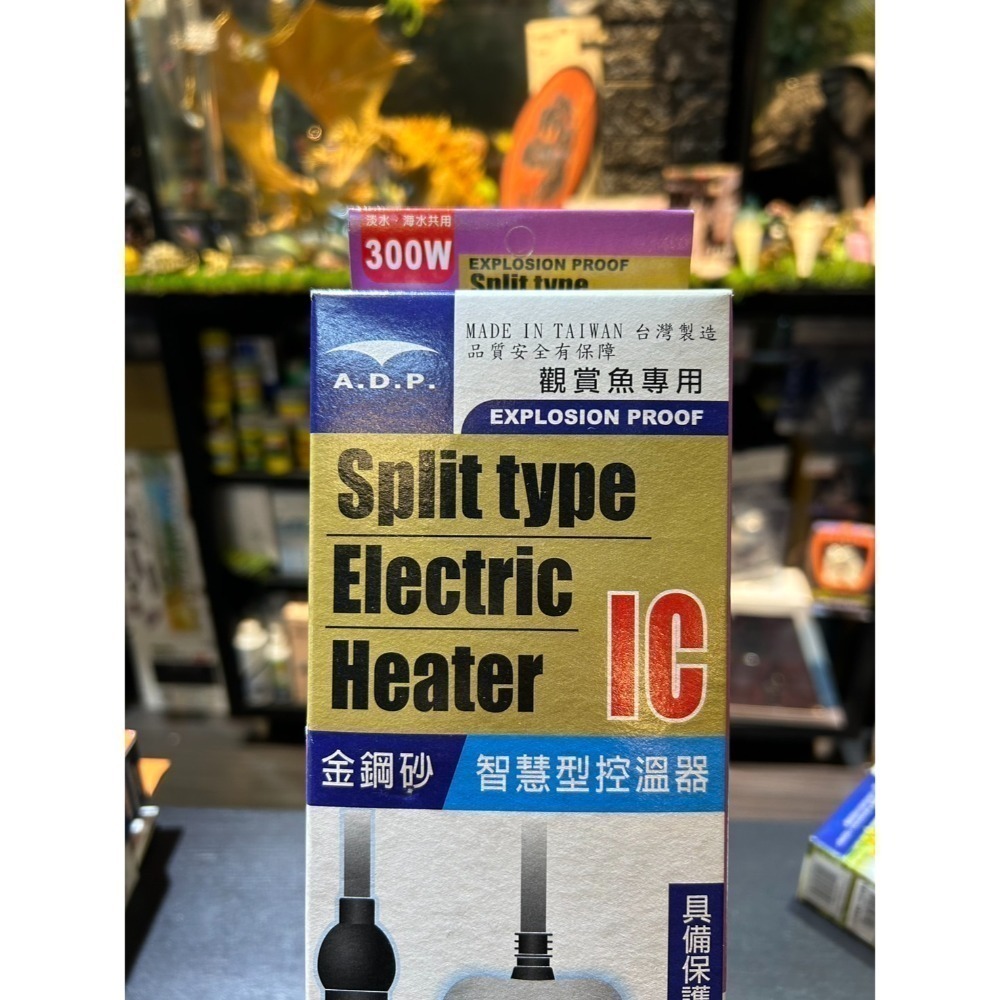 淡水、海水共用
300W
EXPLOSION PROOF
Split type
A.D.P.
MADE IN TAIWAN 台灣製造
品質安全有保障
觀賞魚專用
EXPLOSION PROOF
Split type
Electric
Heater
IC
金鋼砂
智慧型控溫器
具備保護